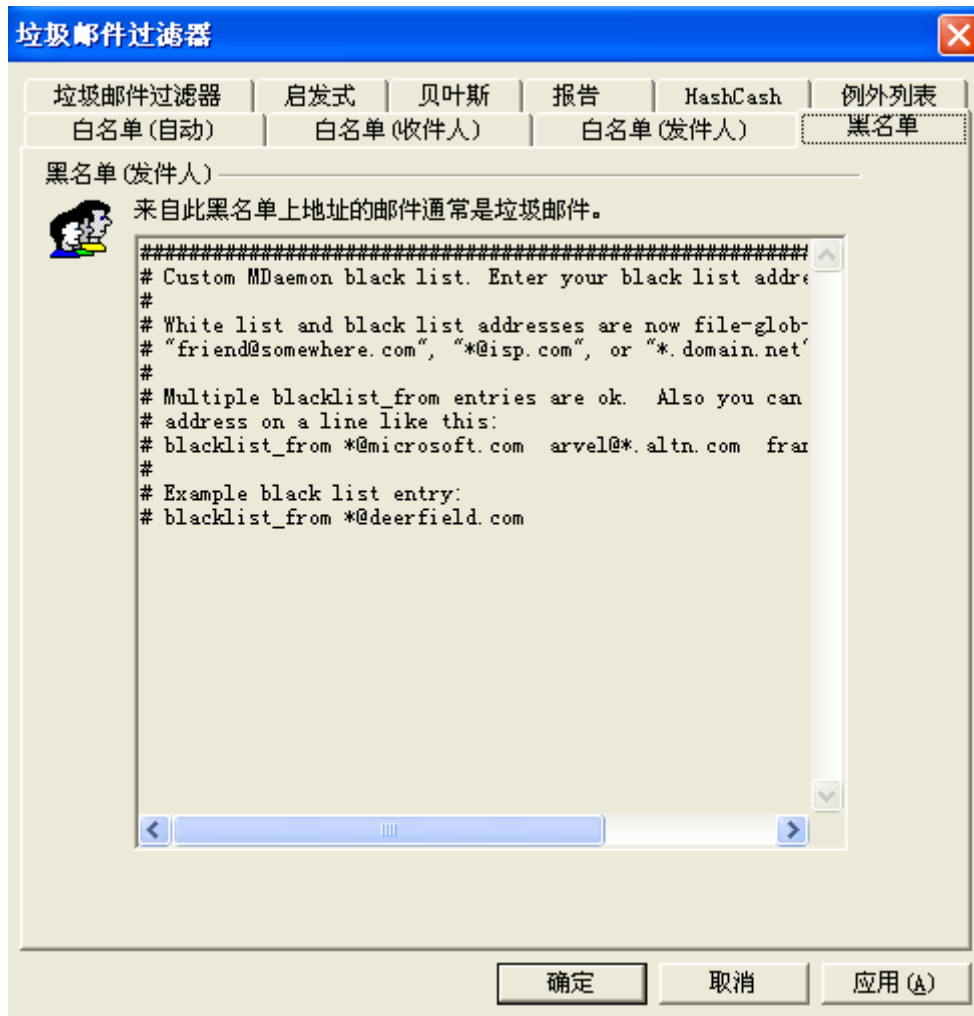 垃圾邮件过滤器
垃圾邮件过滤器 启发式 贝叶斯 报告 HashCash 例外列表
白名单(自动) 白名单(收件人) 白名单(发件人) 黑名单
黑名单(发件人)
来自此黑名单上地址的邮件通常是垃圾邮件。
##########################################################
# Custom MDaemon black list. Enter your black list addre
#
# White list and black list addresses are now file-glob-
# "friend@somewhere.com", "*@isp.com", or "*.domain.net"
#
# Multiple blacklist_from entries are ok.  Also you can
# address on a line like this:
# blacklist_from *@microsoft.com  arvel@*.altn.com  fran
#
# Example black list entry:
# blacklist_from *@deerfield.com
确定 取消 应用(A)